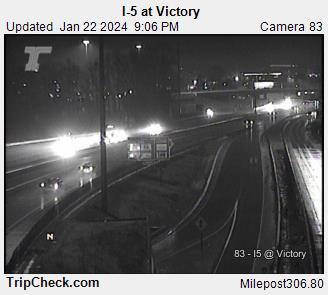 I-5 at Victory
Updated  Jan 22 2024  9:06 PM
Camera 83
T
N
83 - I5 @ Victory
TripCheck.com
Milepost306.80